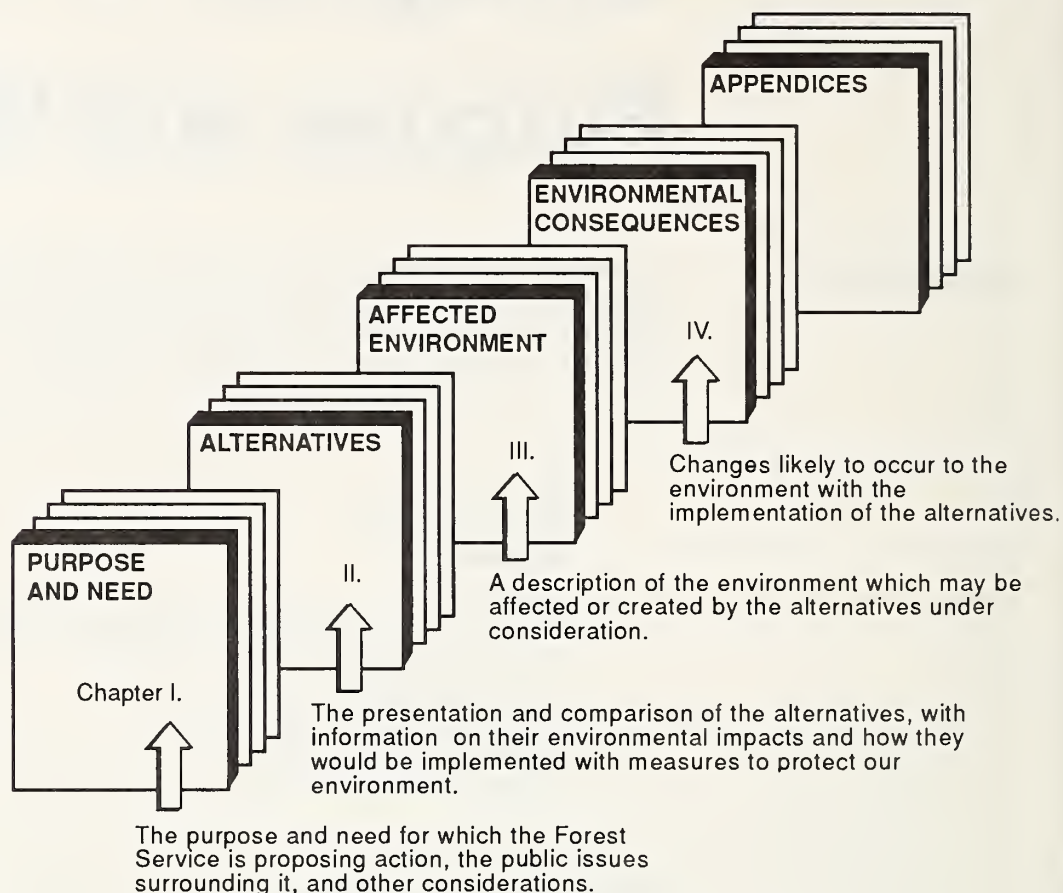 APPENDICES
ENVIRONMENTAL
CONSEQUENCES
IV.
Changes likely to occur to the
environment with the
implementation of the alternatives.
AFFECTED
ENVIRONMENT
III.
A description of the environment which may be
affected or created by the alternatives under
consideration.
ALTERNATIVES
II.
The presentation and comparison of the alternatives, with
information on their environmental impacts and how they
would be implemented with measures to protect our
environment.
PURPOSE
AND NEED
Chapter I.
The purpose and need for which the Forest
Service is proposing action, the public issues
surrounding it, and other considerations.